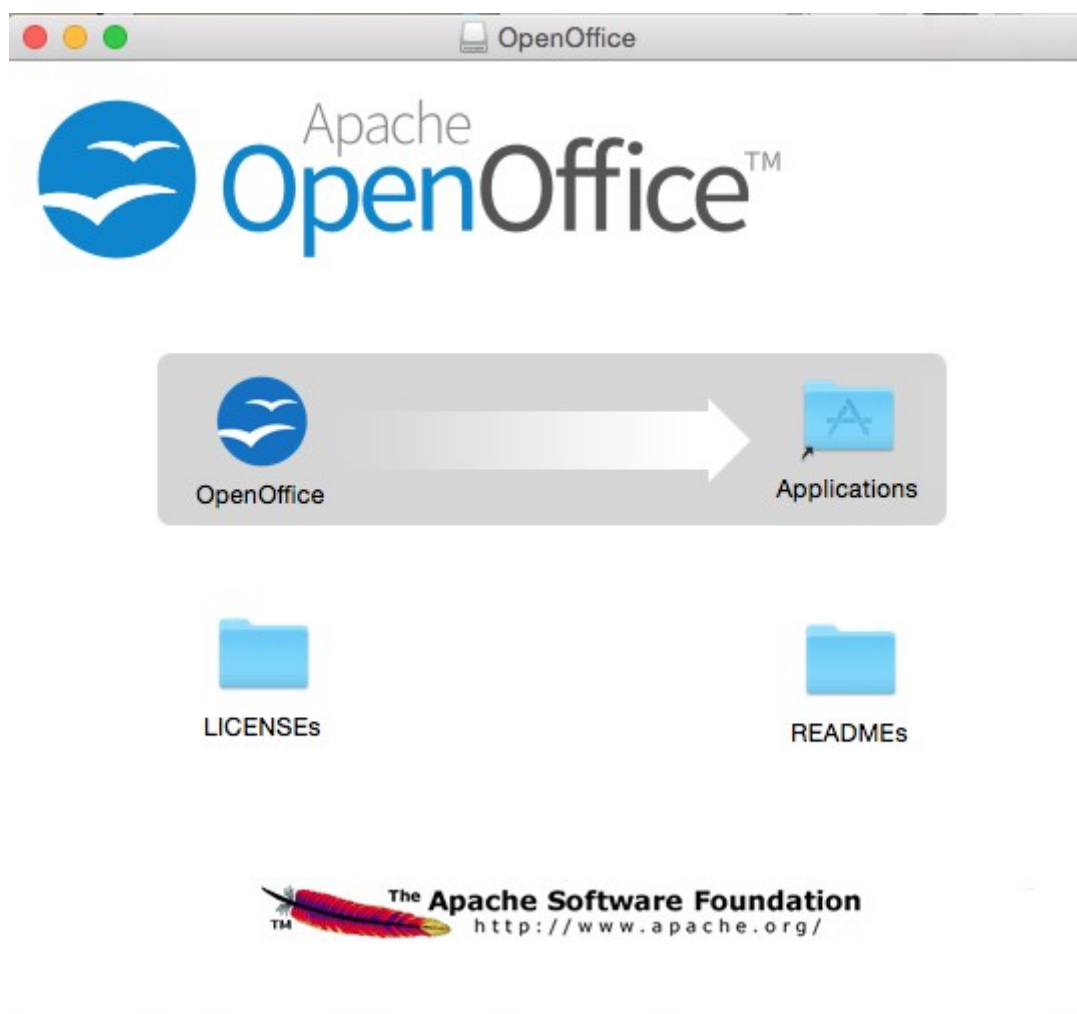 OpenOffice
Apache
OpenOffice™
OpenOffice
Applications
LICENSEs
READMEs
The Apache Software Foundation
http://www.apache.org/
TM